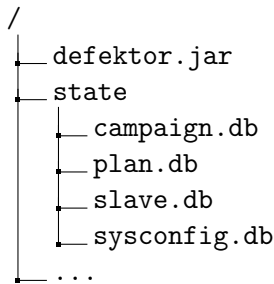 /
defektor.jar
state
campaign.db
plan.db
slave.db
sysconfig.db
...